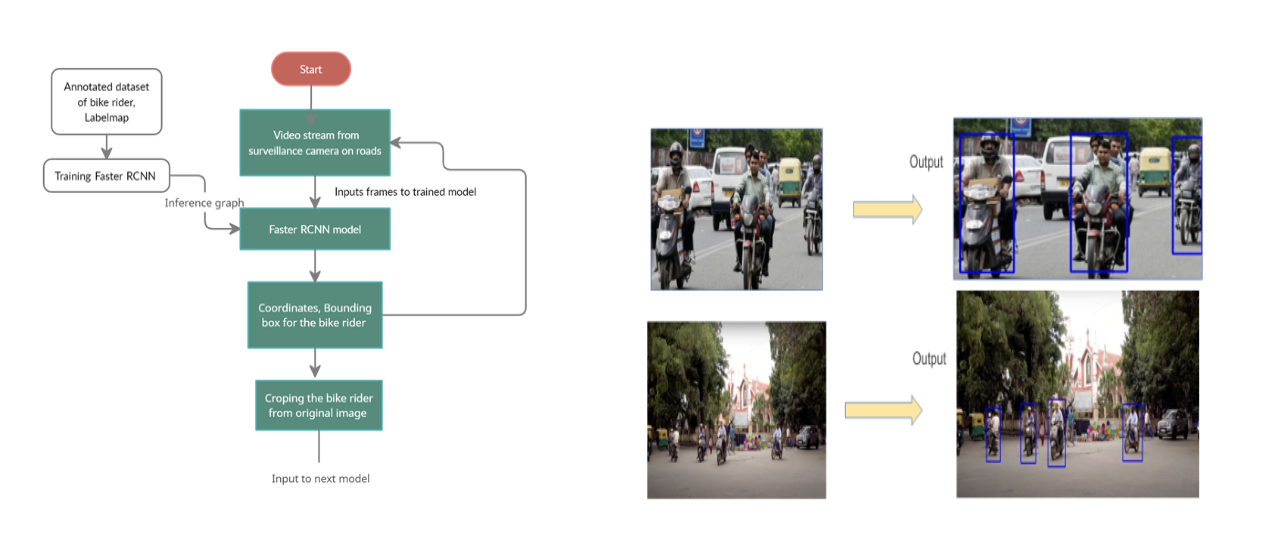 Start
Annotated dataset
of bike rider,
Labelmap
Training Faster RCNN
Inference graph
Video stream from
surveillance camera on roads
Inputs frames to trained model
Faster RCNN model
Coordinates, Bounding
box for the bike rider
Croping the bike rider
from original image
Input to next model
Output
Output